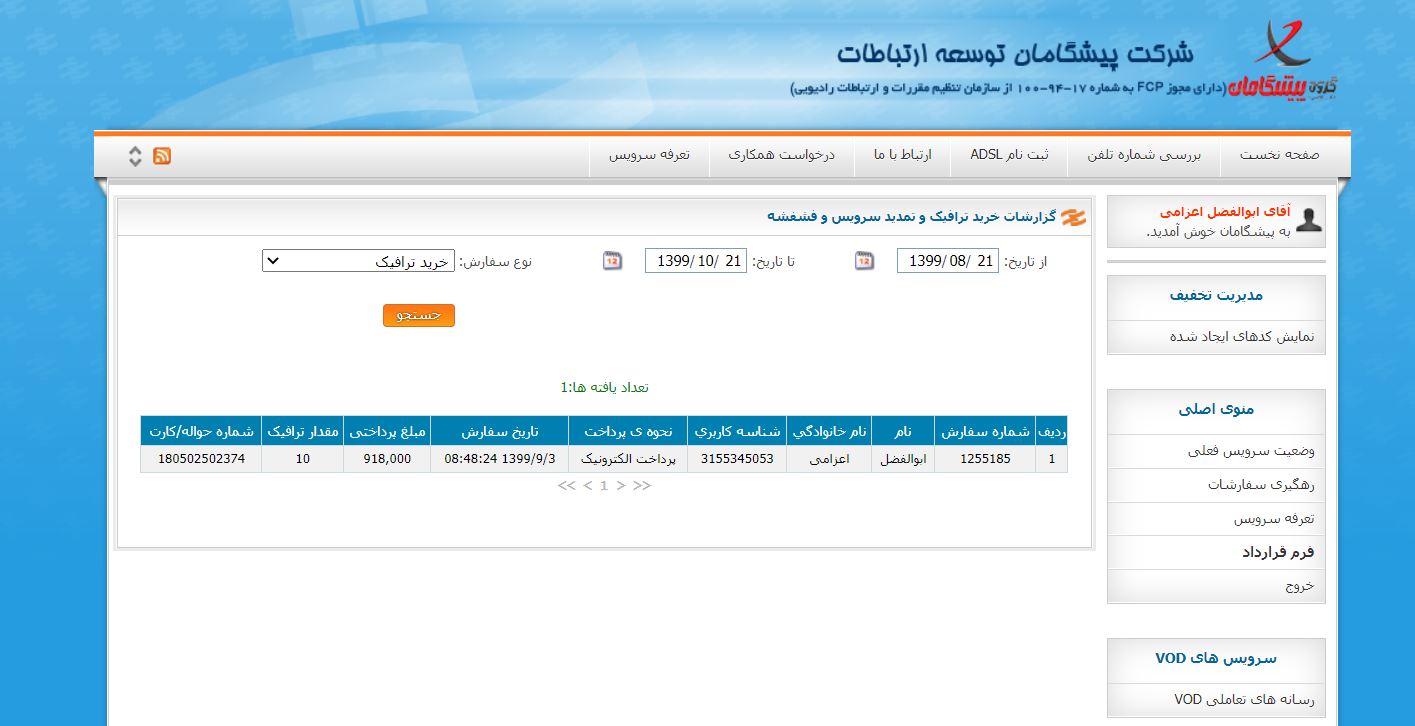 شرکت پیشگامان توسعه ارتباطات
گروه پیشگامان
(دارای مجوز FCP به شماره ۱۷-۹۴-۱۰۰ از سازمان تنظیم مقررات و ارتباطات رادیویی)
صفحه نخست بررسی شماره تلفن ثبت نام ADSL ارتباط با ما درخواست همکاری تعرفه سرویس
آقای ابوالفضل اعزامی
به پیشگامان خوش آمدید.
مدیریت تخفیف
نمایش کدهای ایجاد شده
منوی اصلی
وضعیت سرویس فعلی
رهگیری سفارشات
تعرفه سرویس
فرم قرارداد
خروج
سرویس های VOD
رسانه های تعاملی VOD
گزارشات خرید ترافیک و تمدید سرویس و فشفشه
از تاریخ: 1399/08/ 21 12 تا تاریخ: 1399/10/ 21 12 نوع سفارش: خرید ترافیک
جستجو
تعداد یافته ها:1
ردیف شماره سفارش نام نام خانوادگي شناسه کاربري نحوه ی پرداخت تاریخ سفارش مبلغ پرداختی مقدار ترافیک شماره حواله/کارت
1 1255185 ابوالفضل اعزامی 3155345053 پرداخت الکترونیک 1399/9/3 08:48:24 918,000 10 180502502374
<< < 1 > >>